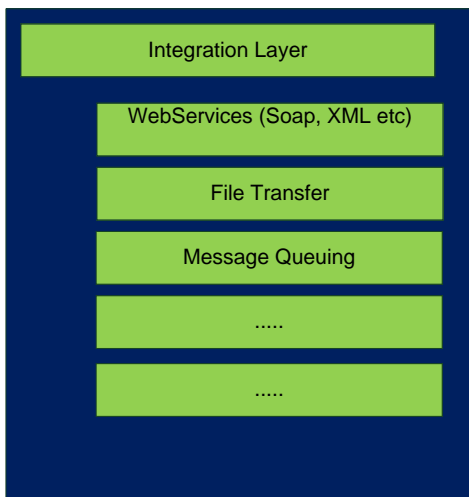 Integration Layer
WebServices (Soap, XML etc)
File Transfer
Message Queuing
.....
.....